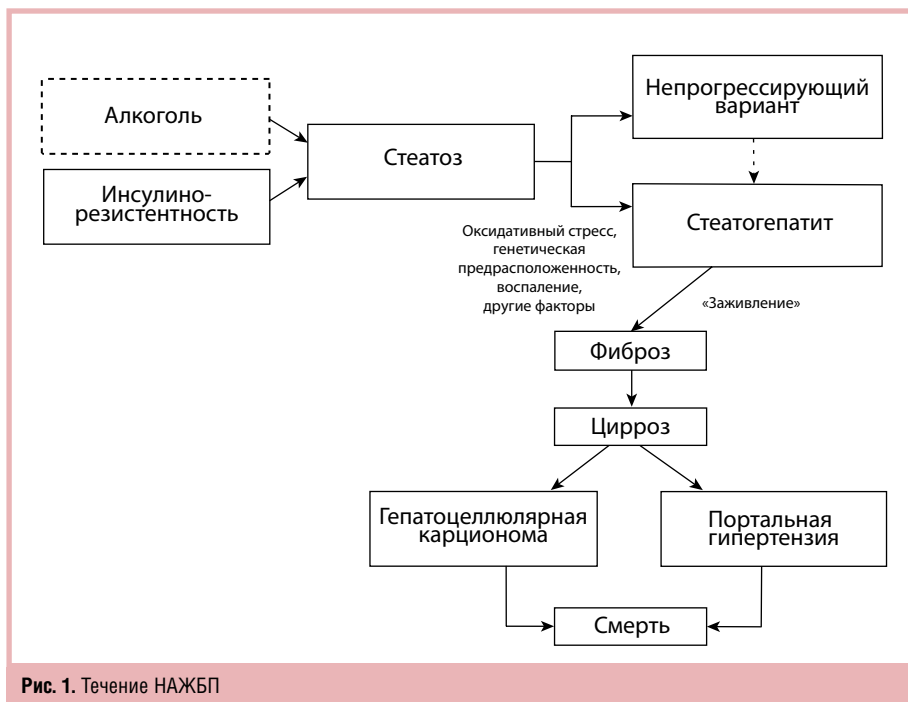 Алкоголь
Инсулино-
резистентность
Стеатоз
Непрогрессирующий
вариант
Стеатогепатит
Оксидативный стресс,
генетическая
предрасположенность,
воспаление,
другие факторы
«Заживление»
Фиброз
Цирроз
Гепатоцеллюлярная
карционома
Портальная
гипертензия
Смерть
Рис. 1. Течение НАЖБП